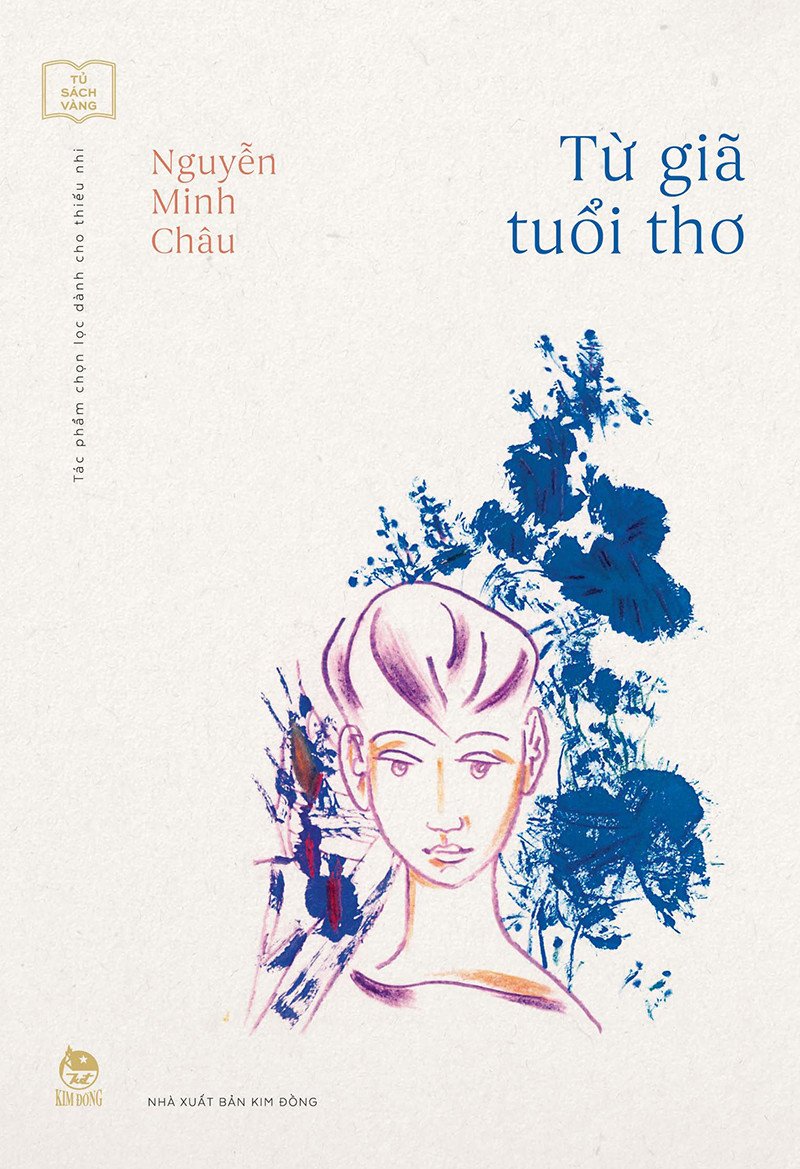 TỦ
SÁCH
VÀNG
Tác phẩm chọn lọc dành cho thiếu nhi
Nguyễn
Minh
Châu
Từ giã
tuổi thơ
KIM ĐỒNG
NHÀ XUẤT BẢN KIM ĐỒNG